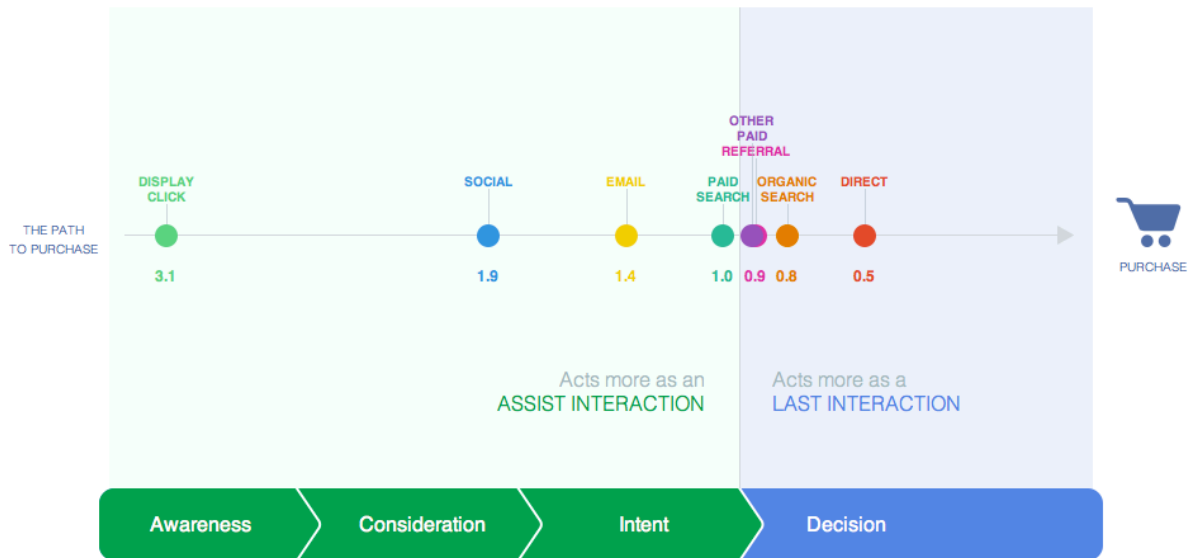 OTHER
PAID
REFERRAL
DISPLAY
CLICK
SOCIAL
EMAIL
PAID
SEARCH
ORGANIC
SEARCH
DIRECT
THE PATH
TO PURCHASE
3.1
1.9
1.4
1.0
0.9
0.8
0.5
PURCHASE
Acts more as an
ASSIST INTERACTION
Acts more as a
LAST INTERACTION
Awareness
Consideration
Intent
Decision